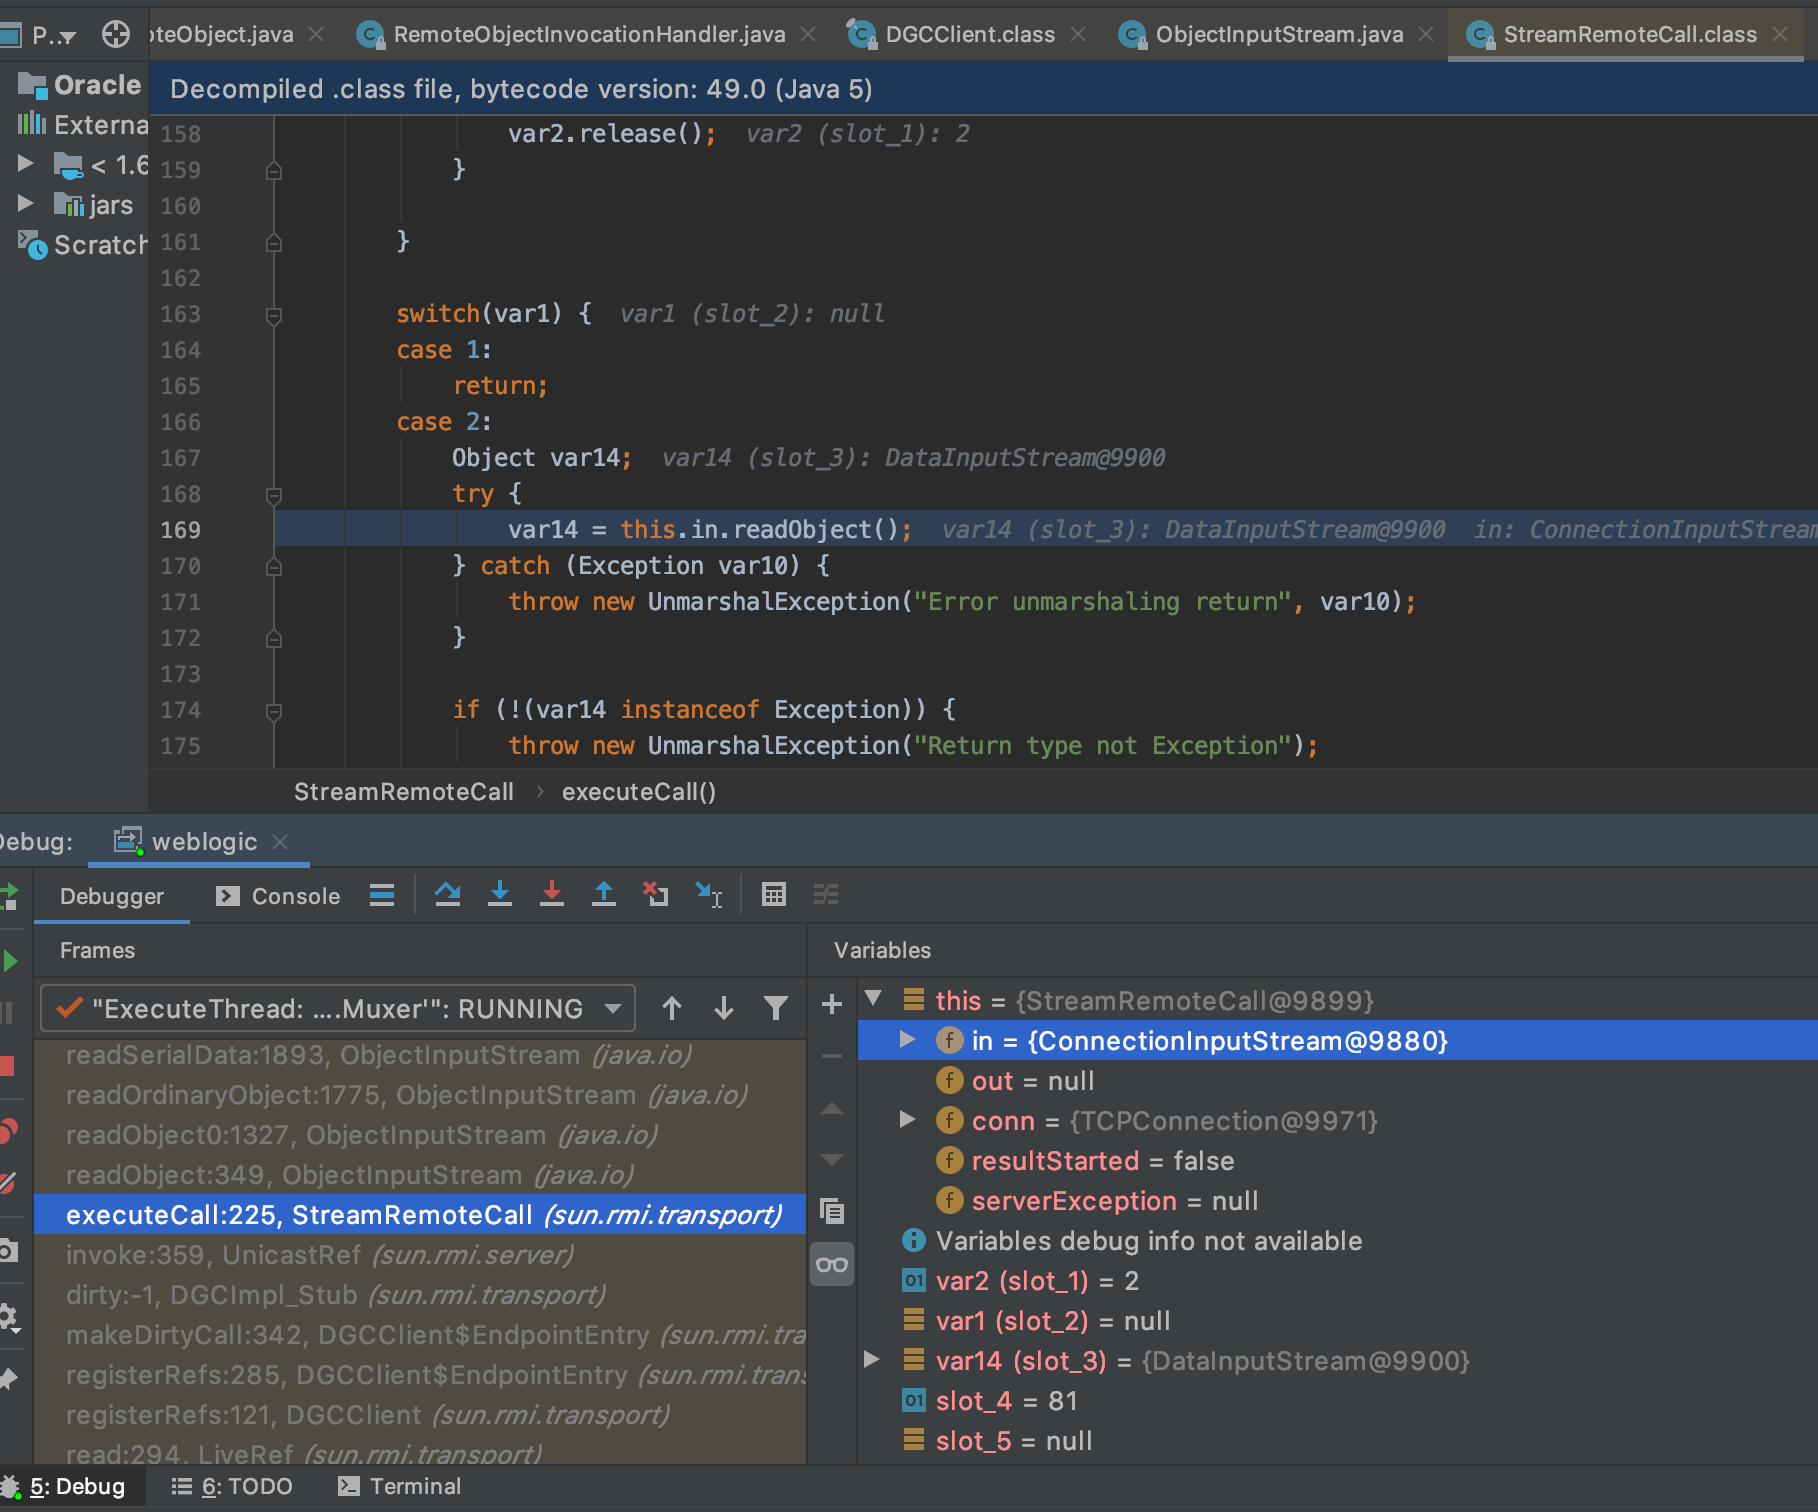 P...
oteObject.java
RemoteObjectInvocationHandler.java
DGCClient.class
ObjectInputStream.java
StreamRemoteCall.class
Oracle
Externa
< 1.6
jars
Scratch
Decompiled .class file, bytecode version: 49.0 (Java 5)
158 var2.release(); var2 (slot_1): 2
159 }
160
161 }
162
163 switch(var1) { var1 (slot_2): null
164 case 1:
165 return;
166 case 2:
167 Object var14; var14 (slot_3): DataInputStream@9900
168 try {
169 var14 = this.in.readObject(); var14 (slot_3): DataInputStream@9900 in: ConnectionInputStream
170 } catch (Exception var10) {
171 throw new UnmarshalException("Error unmarshaling return", var10);
172 }
173
174 if (!(var14 instanceof Exception)) {
175 throw new UnmarshalException("Return type not Exception");
StreamRemoteCall › executeCall()
Debug: weblogic
Debugger Console
Frames
"ExecuteThread: ....Muxer'": RUNNING
readSerialData:1893, ObjectInputStream (java.io)
readOrdinaryObject:1775, ObjectInputStream (java.io)
readObject0:1327, ObjectInputStream (java.io)
readObject:349, ObjectInputStream (java.io)
executeCall:225, StreamRemoteCall (sun.rmi.transport)
invoke:359, UnicastRef (sun.rmi.server)
dirty:-1, DGCImpl_Stub (sun.rmi.transport)
makeDirtyCall:342, DGCClient$EndpointEntry (sun.rmi.tra
registerRefs:285, DGCClient$EndpointEntry (sun.rmi.trans
registerRefs:121, DGCClient (sun.rmi.transport)
read:294, LiveRef (sun.rmi.transport)
Variables
this = {StreamRemoteCall@9899}
in = {ConnectionInputStream@9880}
out = null
conn = {TCPConnection@9971}
resultStarted = false
serverException = null
Variables debug info not available
var2 (slot_1) = 2
var1 (slot_2) = null
var14 (slot_3) = {DataInputStream@9900}
slot_4 = 81
slot_5 = null
5: Debug
6: TODO
Terminal